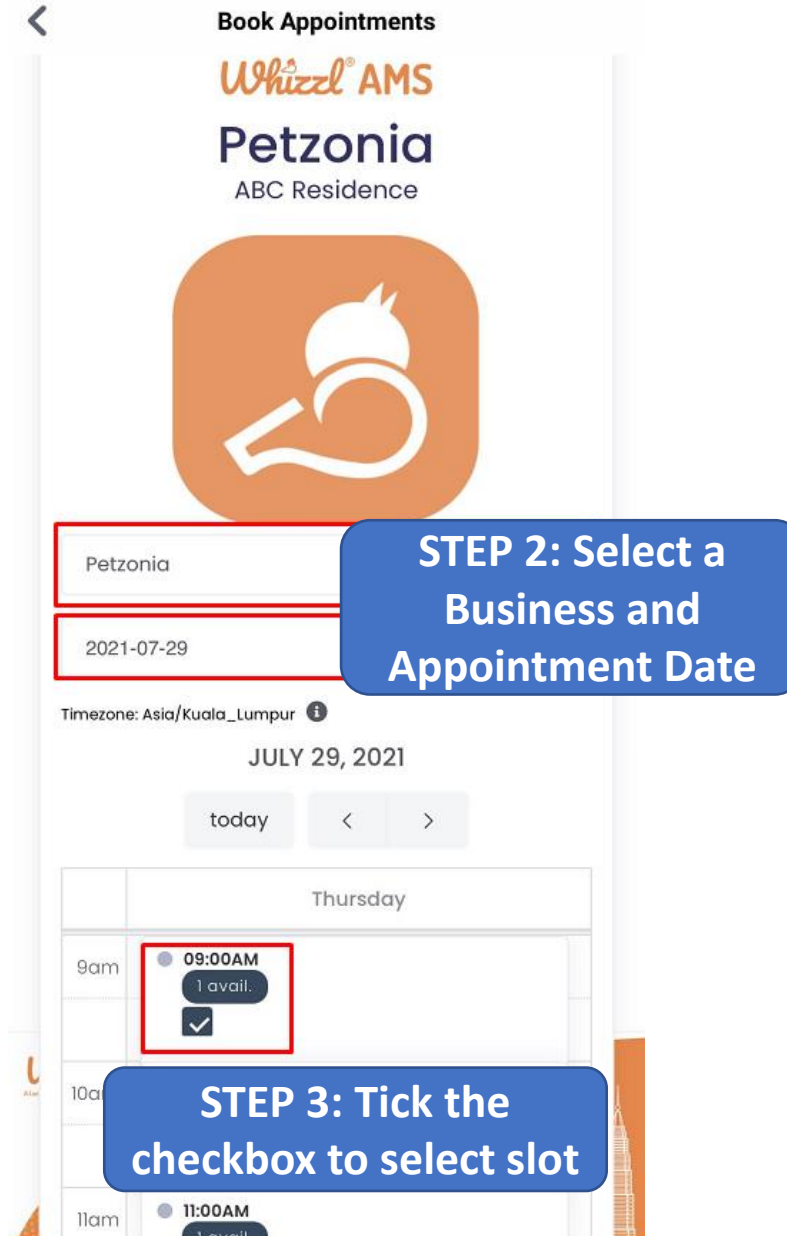 Book Appointments
Whizzl® AMS
Petzonia
ABC Residence
Petzonia
STEP 2: Select a
Business and
Appointment Date
2021-07-29
Timezone: Asia/Kuala_Lumpur
JULY 29, 2021
today < >
Thursday
9am
09:00AM
1 avail.
STEP 3: Tick the
checkbox to select slot
11am
11:00AM
1 avail.